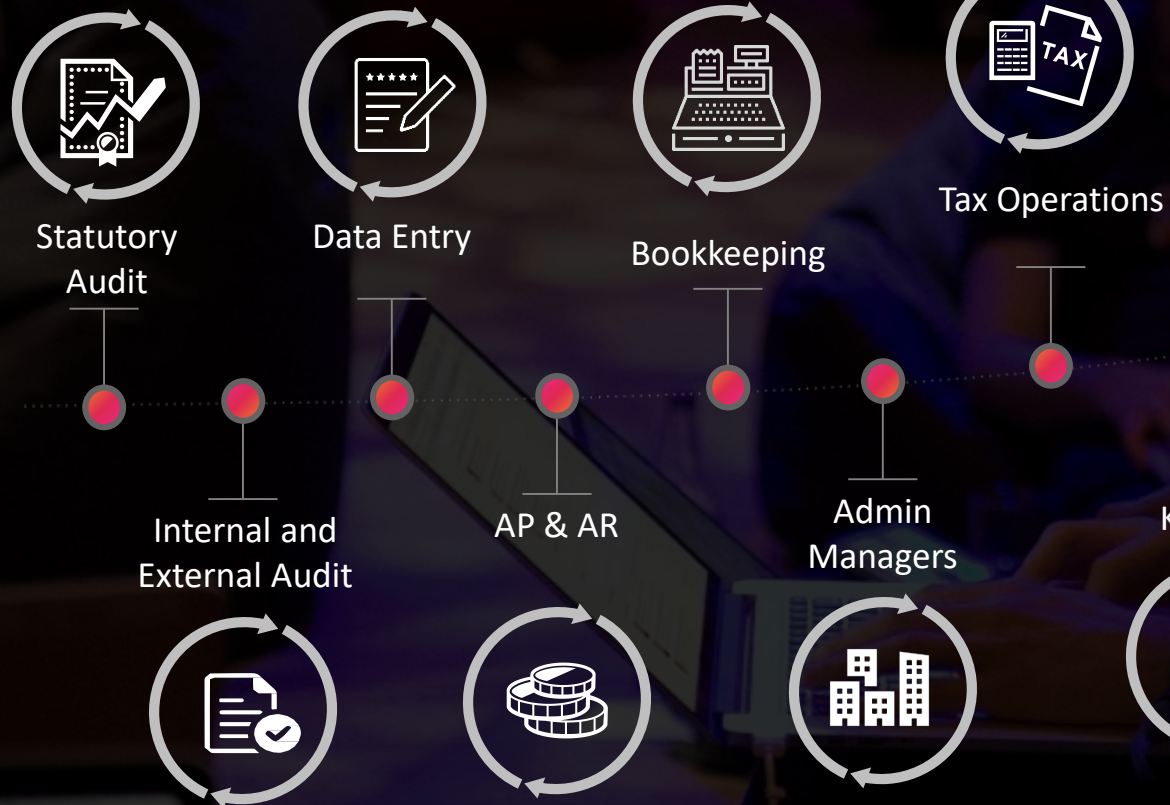 TAX
Statutory
Audit
Data Entry
Bookkeeping
Tax Operations
Internal and
External Audit
AP & AR
Admin
Managers